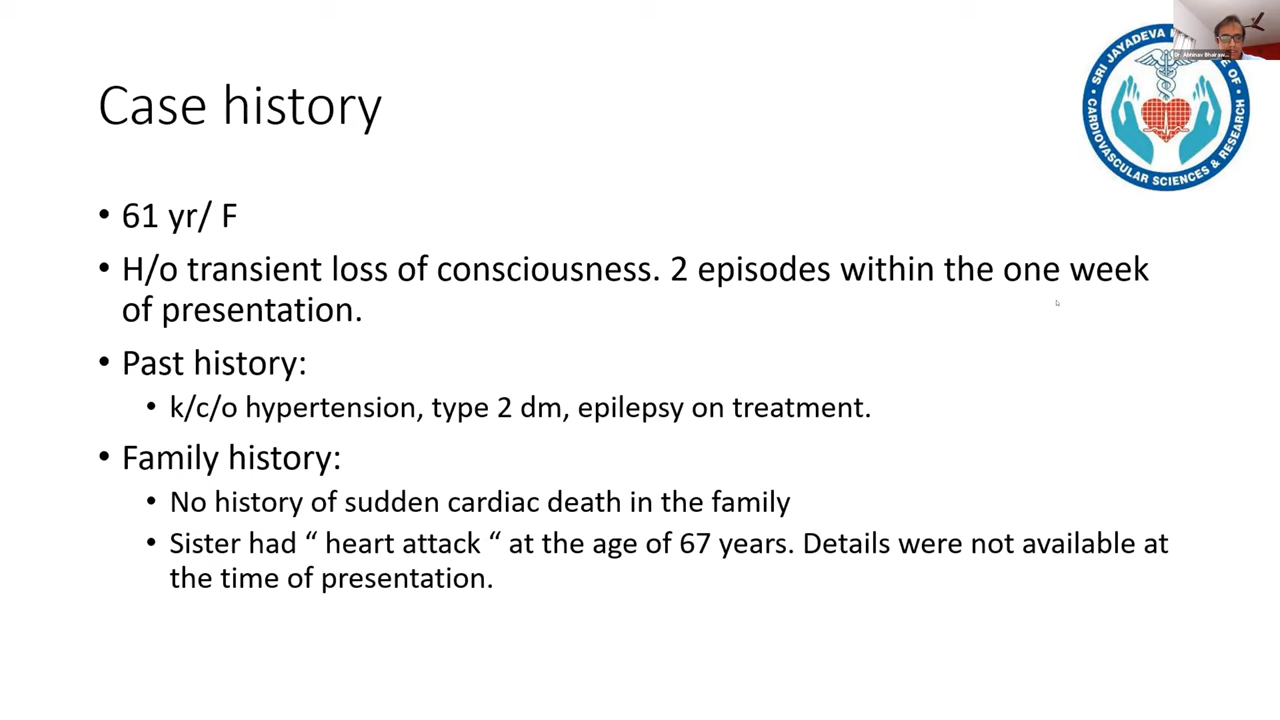 SRI JAYADEVA
OF
CARDIOVASCULAR SCIENCES & RESEARCH
Dr. Abhinav
Case history
• 61 yr/ F
• H/o transient loss of consciousness. 2 episodes within the one week
of presentation.
• Past history:
• k/c/o hypertension, type 2 dm, epilepsy on treatment.
• Family history:
• No history of sudden cardiac death in the family
• Sister had “ heart attack “ at the age of 67 years. Details were not available at
the time of presentation.